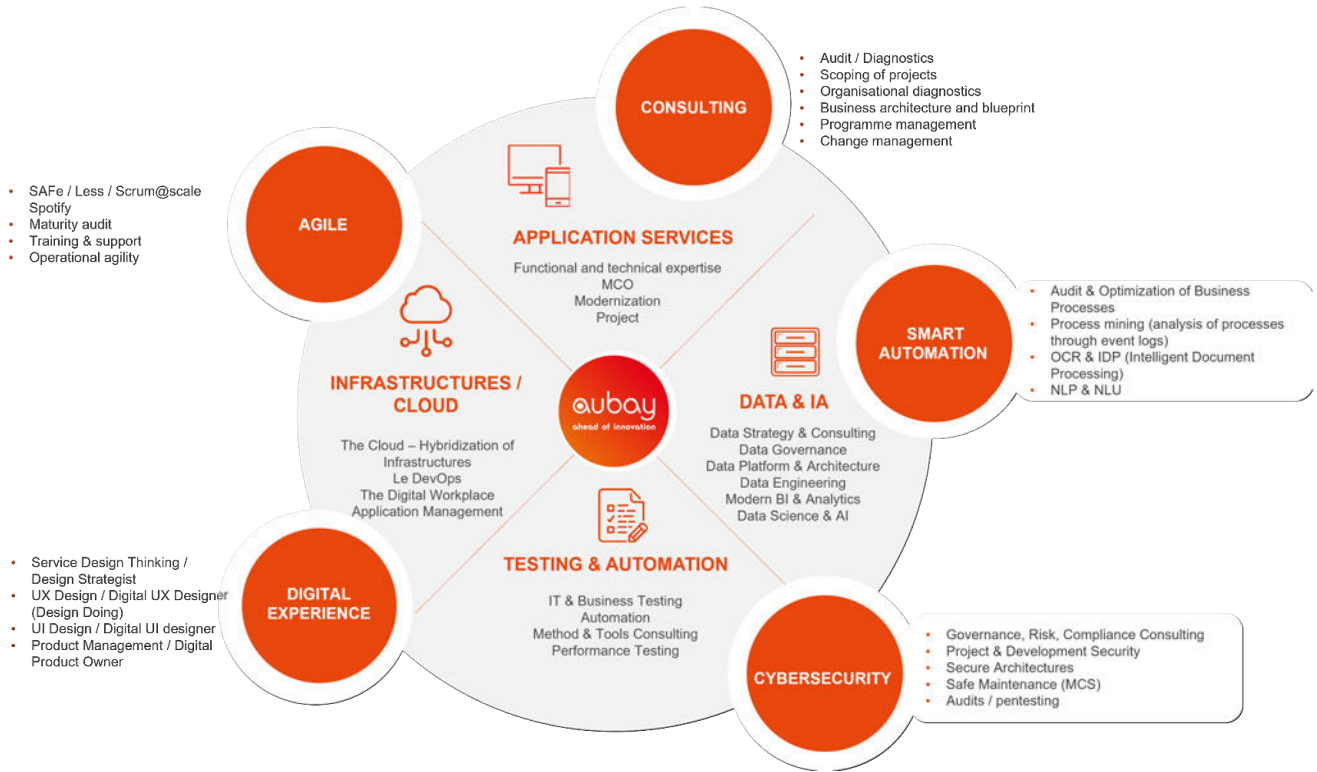 CONSULTING
• Audit / Diagnostics
• Scoping of projects
• Organisational diagnostics
• Business architecture and blueprint
• Programme management
• Change management
AGILE
• SAFe / Less / Scrum@scale
Spotify
• Maturity audit
• Training & support
• Operational agility
APPLICATION SERVICES
Functional and technical expertise
MCO
Modernization
Project
SMART
AUTOMATION
• Audit & Optimization of Business
Processes
• Process mining (analysis of processes
through event logs)
• OCR & IDP (Intelligent Document
Processing)
• NLP & NLU
INFRASTRUCTURES /
CLOUD
The Cloud – Hybridization of
Infrastructures
Le DevOps
The Digital Workplace
Application Management
aubay
ahead of innovation
DATA & IA
Data Strategy & Consulting
Data Governance
Data Platform & Architecture
Data Engineering
Modern BI & Analytics
Data Science & AI
TESTING & AUTOMATION
IT & Business Testing
Automation
Method & Tools Consulting
Performance Testing
DIGITAL
EXPERIENCE
• Service Design Thinking /
Design Strategist
• UX Design / Digital UX Designer
(Design Doing)
• UI Design / Digital UI designer
• Product Management / Digital
Product Owner
CYBERSECURITY
• Governance, Risk, Compliance Consulting
• Project & Development Security
• Secure Architectures
• Safe Maintenance (MCS)
• Audits / pentesting